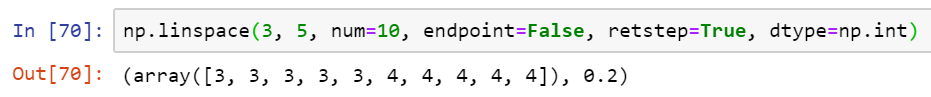 In [70]: np.linspace(3, 5, num=10, endpoint=False, retstep=True, dtype=np.int)
Out[70]: (array([3, 3, 3, 3, 3, 4, 4, 4, 4, 4]), 0.2)